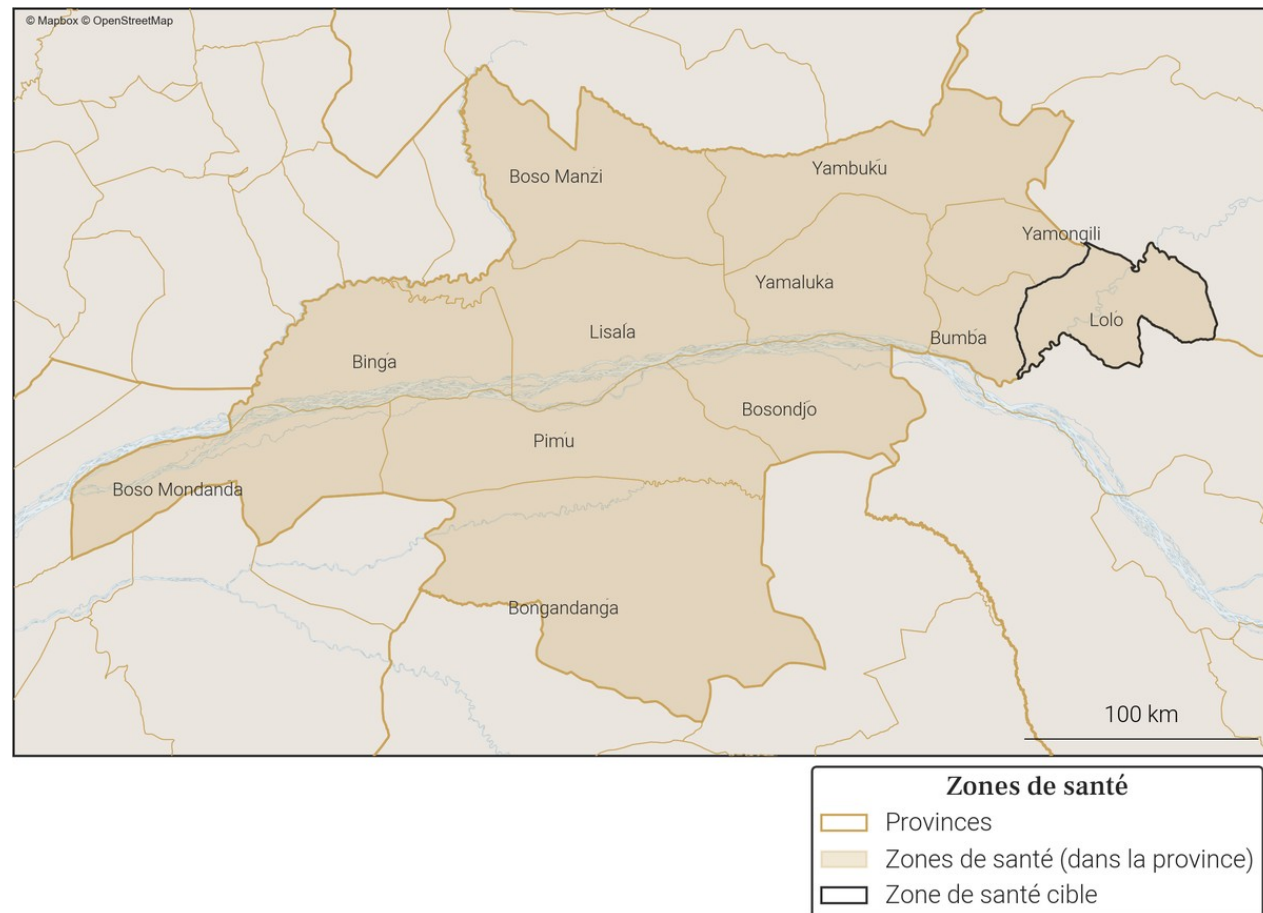 © Mapbox © OpenStreetMap
Boso Manzi
Yambuku
Yamongili
Yamaluka
Lolo
Lisala
Bumba
Binga
Bosondjo
Pimu
Boso Mondanda
Bongandanga
100 km
Zones de santé
Provinces
Zones de santé (dans la province)
Zone de santé cible